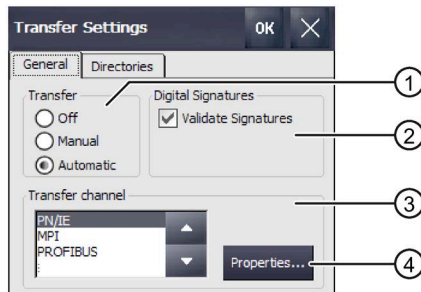 Transfer Settings
OK
General
Directories
Transfer
Off
Manual
Automatic
Digital Signatures
Validate Signatures
Transfer channel
PN/IE
MPI
PROFIBUS
:
Properties...
1
2
3
4